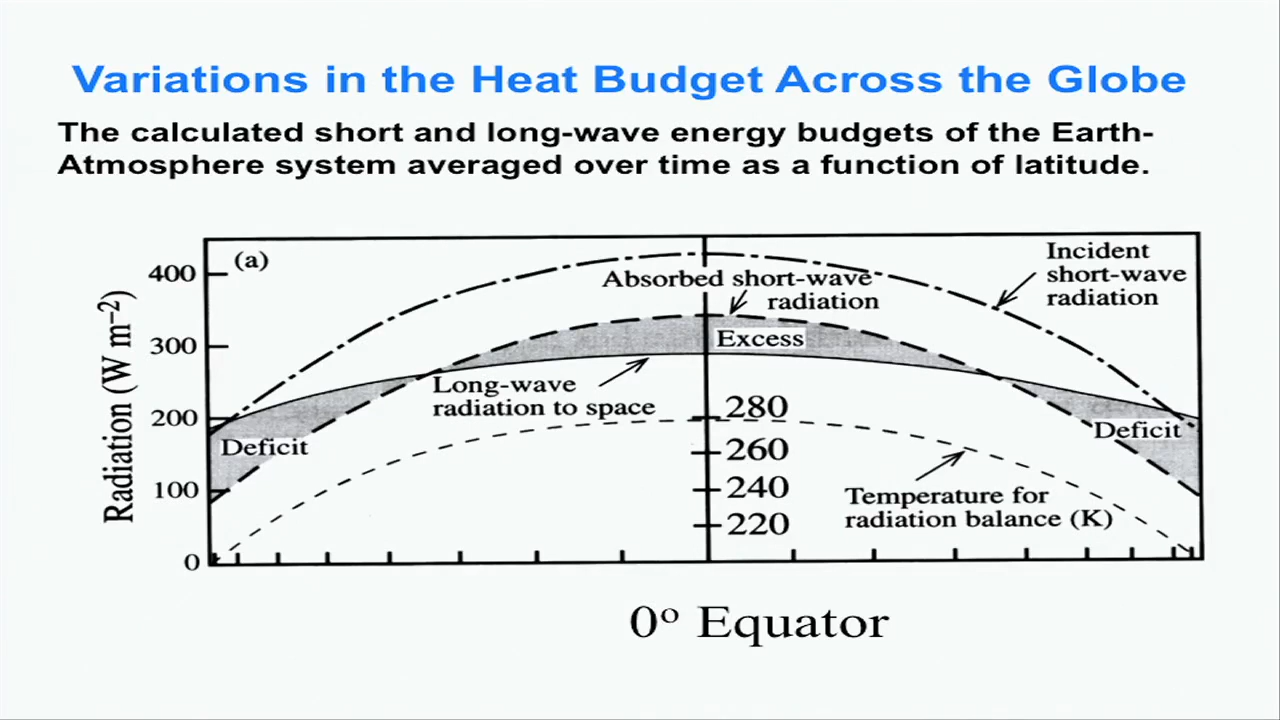 Variations in the Heat Budget Across the Globe
The calculated short and long-wave energy budgets of the Earth-
Atmosphere system averaged over time as a function of latitude.
(a)
Radiation (W m⁻²)
400
300
200
100
0
Incident
short-wave
radiation
Absorbed short-wave
radiation
Excess
Long-wave
radiation to space
Deficit
Deficit
280
260
240
220
Temperature for
radiation balance (K)
0º Equator